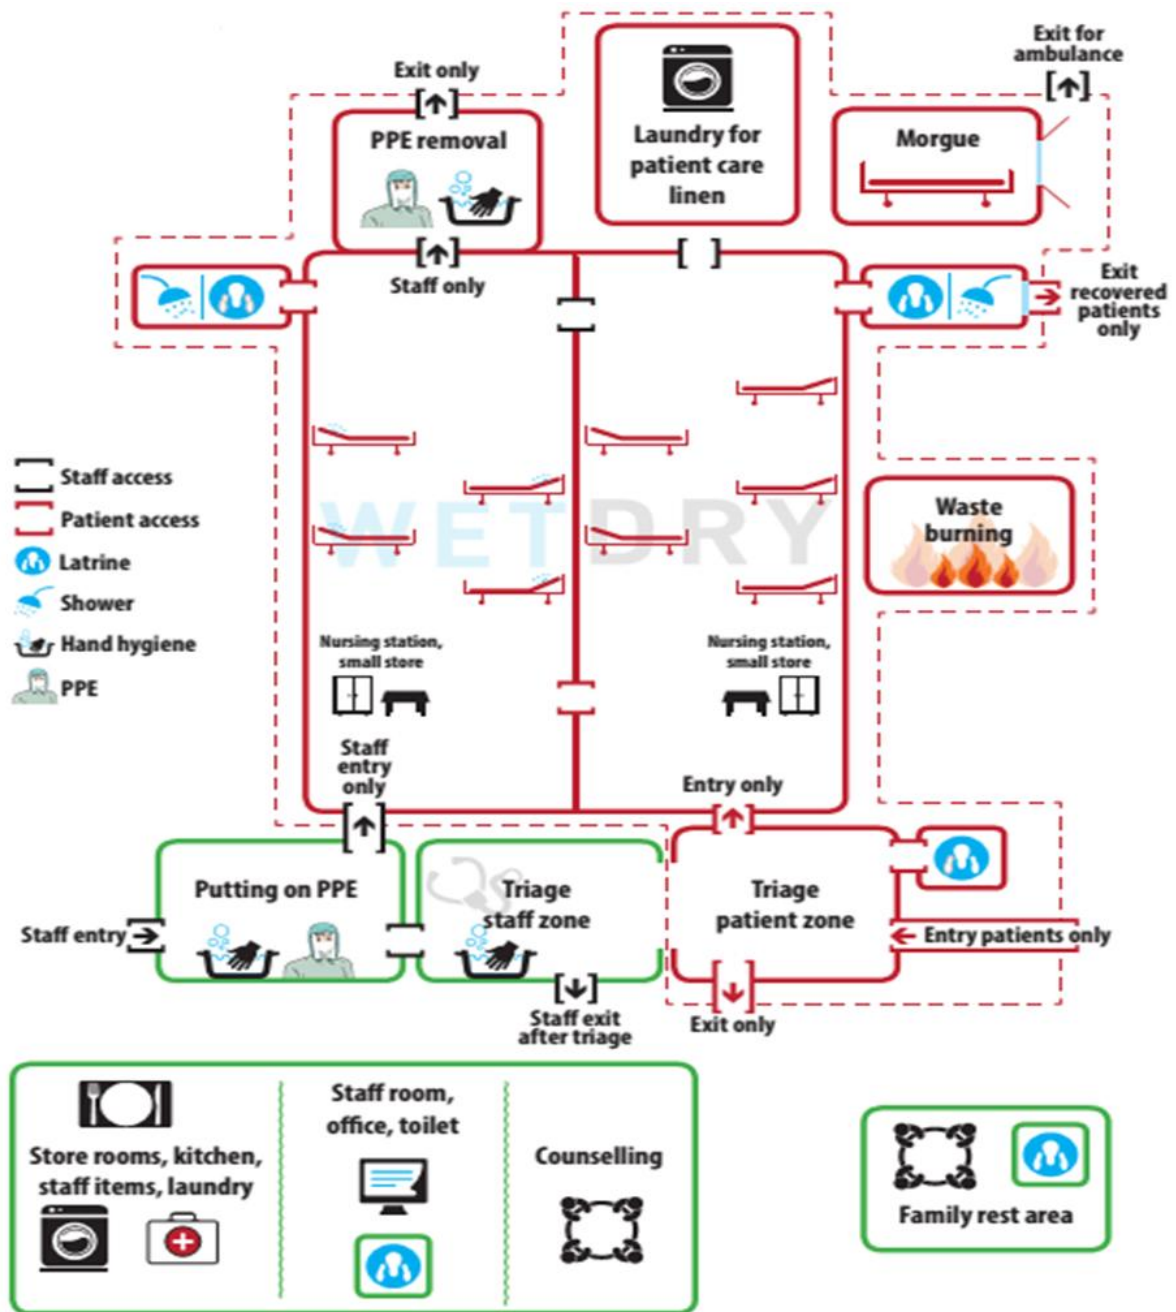 Exit for
ambulance
Exit only
PPE removal
Laundry for
patient care
linen
Morgue
Staff only
Exit
recovered
patients
only
Staff access
Patient access
Latrine
Shower
Hand hygiene
PPE
WET DRY
Waste
burning
Nursing station,
small store
Nursing station,
small store
Staff
entry
only
Entry only
Putting on PPE
Triage
staff zone
Triage
patient zone
Staff entry
Entry patients only
Staff exit
after triage
Exit only
Store rooms, kitchen,
staff items, laundry
Staff room,
office, toilet
Counselling
Family rest area